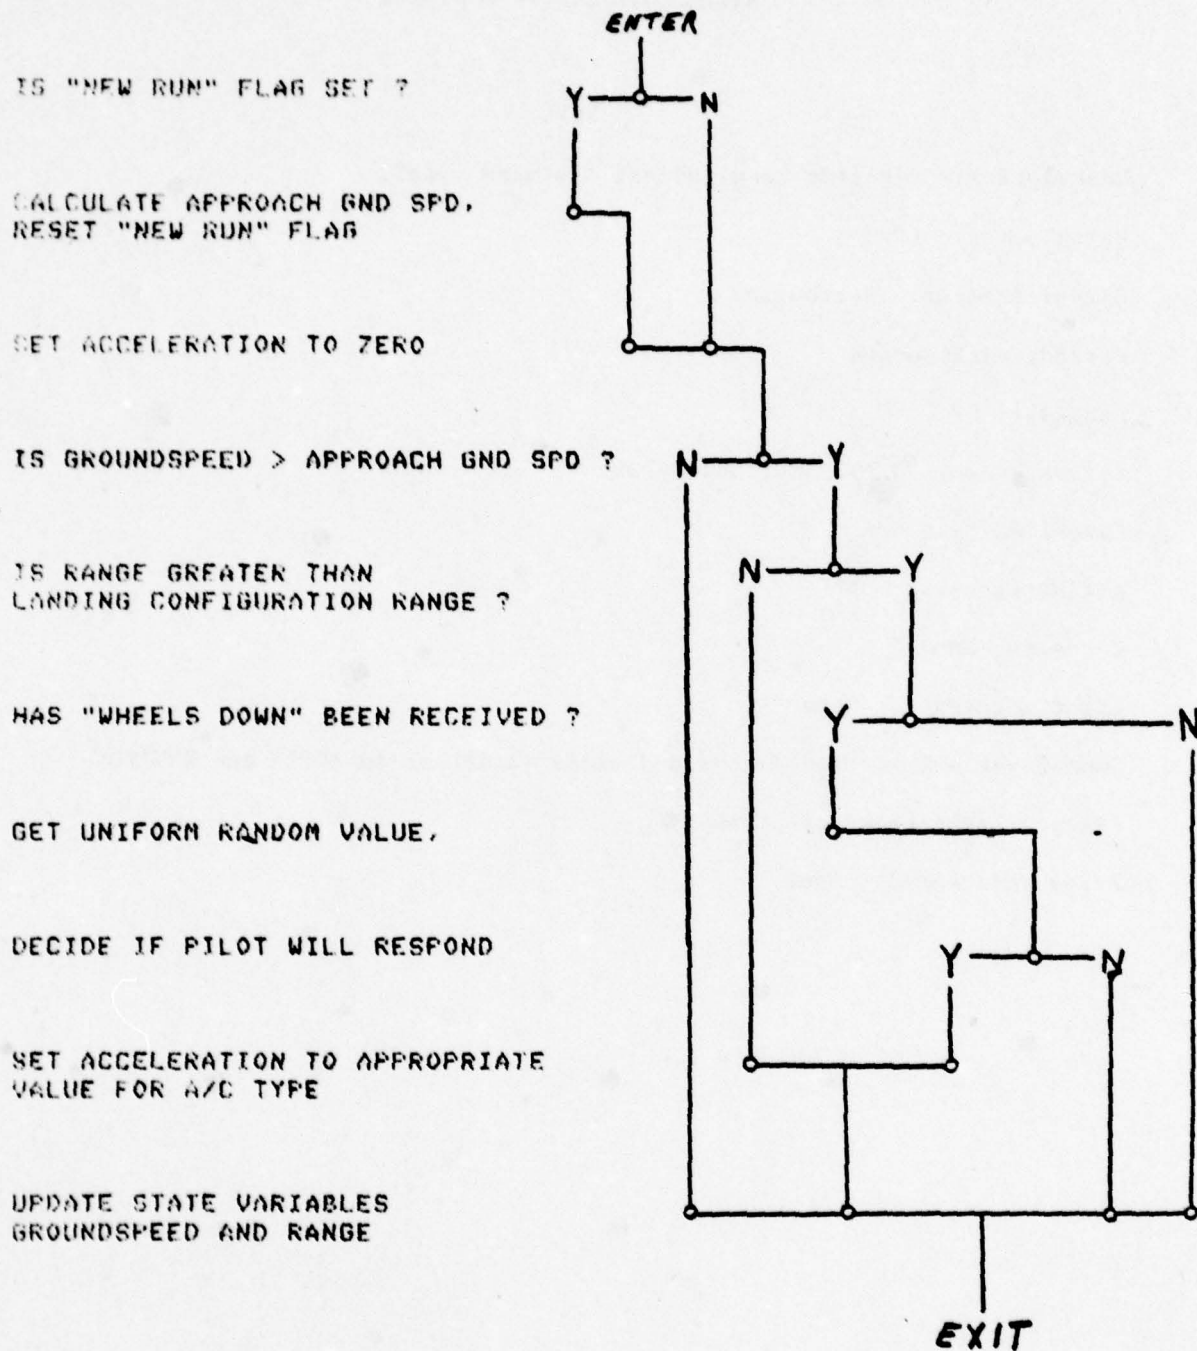 ENTER
IS "NEW RUN" FLAG SET ?
Y N
CALCULATE APPROACH GND SPD,
RESET "NEW RUN" FLAG
SET ACCELERATION TO ZERO
IS GROUNDSPEED > APPROACH GND SPD ?
N Y
IS RANGE GREATER THAN
LANDING CONFIGURATION RANGE ?
N Y
HAS "WHEELS DOWN" BEEN RECEIVED ?
Y N
GET UNIFORM RANDOM VALUE,
DECIDE IF PILOT WILL RESPOND
Y N
SET ACCELERATION TO APPROPRIATE
VALUE FOR A/C TYPE
UPDATE STATE VARIABLES
GROUNDSPEED AND RANGE
EXIT